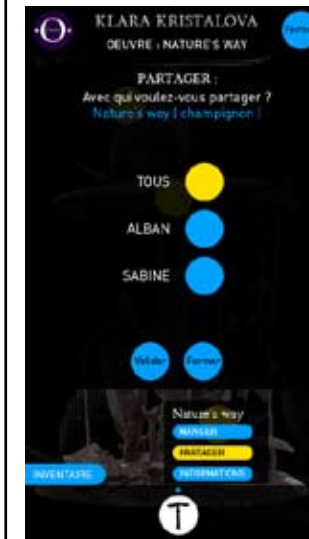 KLARA KRISTALOVA
OEUVRE : NATURE'S WAY
Fermer
PARTAGER :
Avec qui voulez-vous partager ?
Nature's way ( champignon )
TOUS
ALBAN
SABINE
Valider
Fermer
Nature's way
MANGER
PARTAGER
INFORMATIONS
INVENTAIRE
T